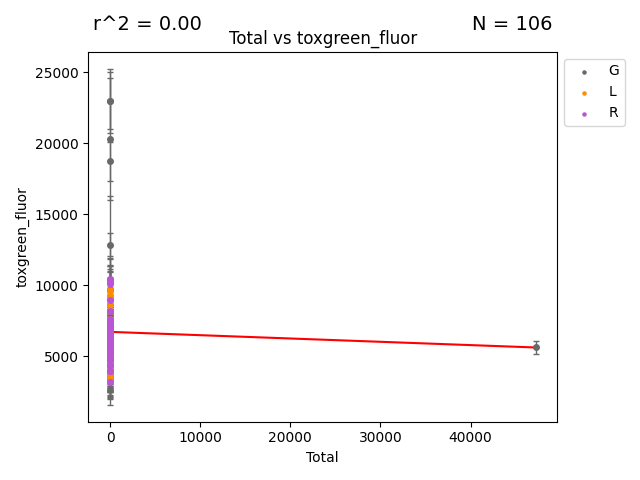 r^2 = 0.00
N = 106
Total vs toxgreen_fluor
G
L
R
25000
20000
15000
10000
5000
toxgreen_fluor
0
10000
20000
30000
40000
Total